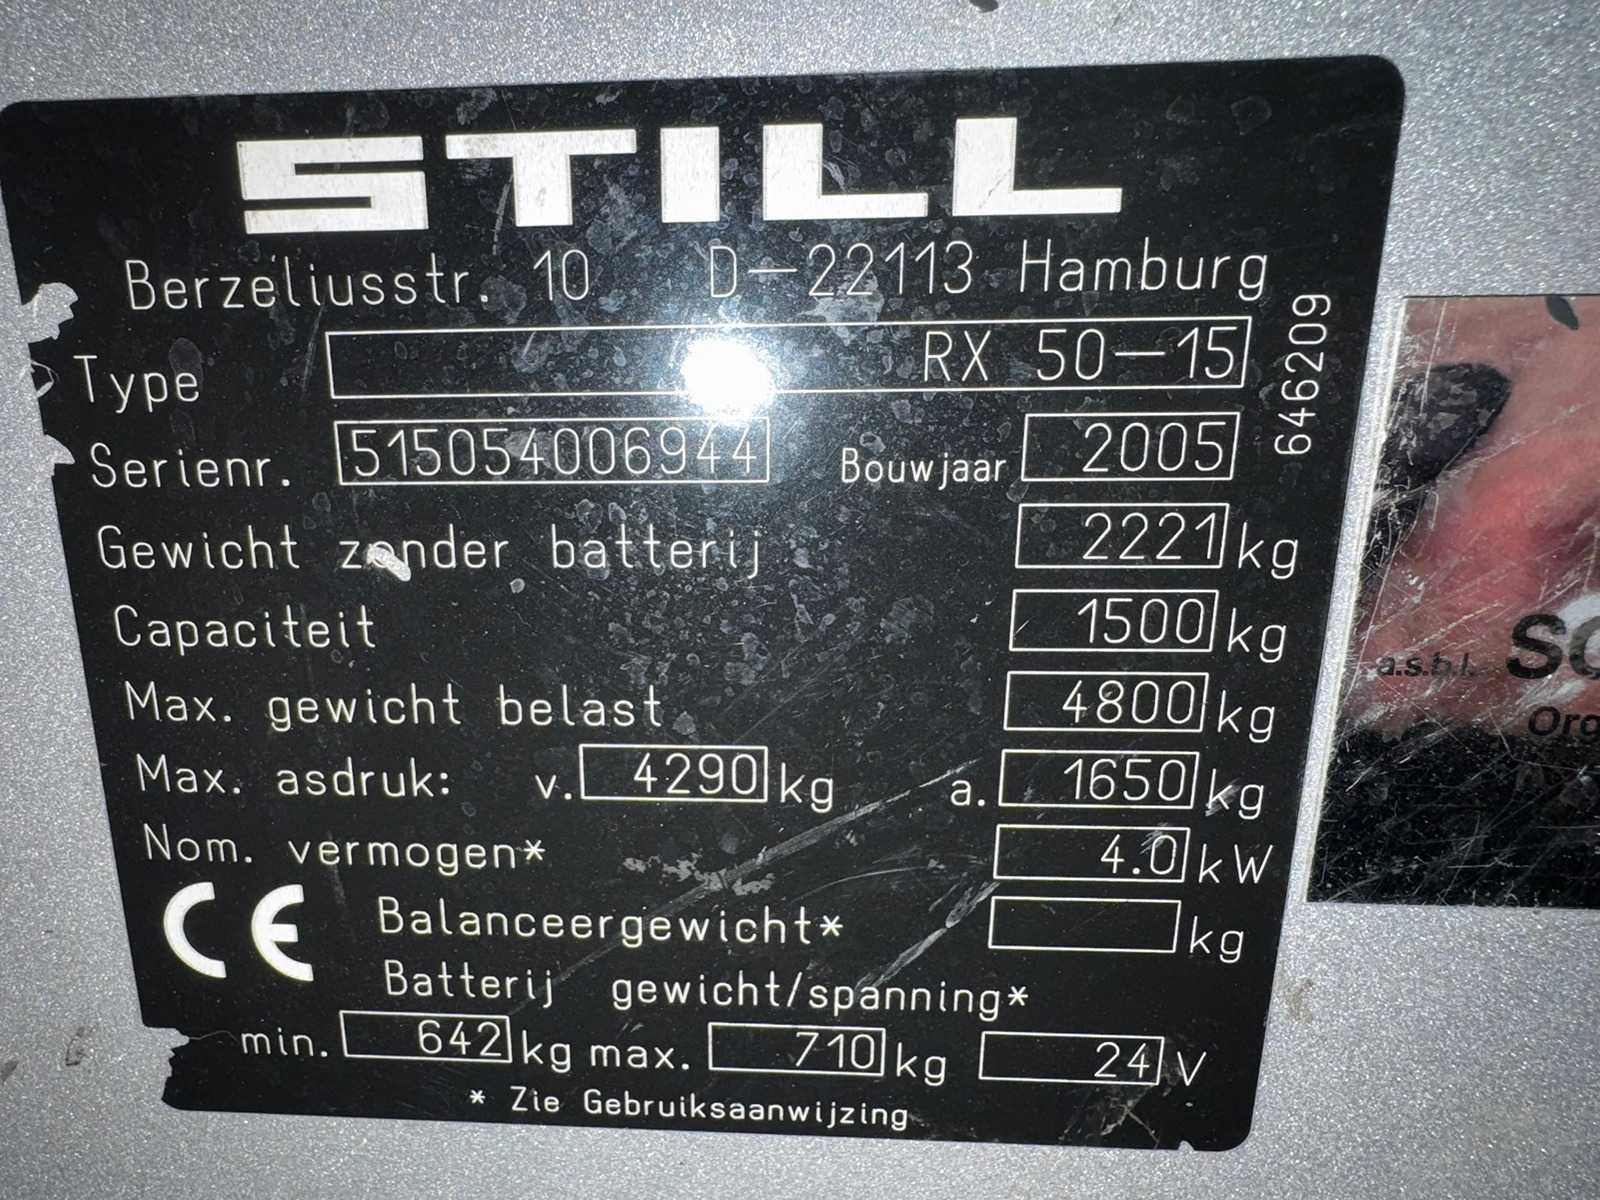 STILL
Berzeliusstr. 10 D-22113 Hamburg
Type RX 50-15
646209
Serienr. 515054006944 Bouwjaar 2005
Gewicht zonder batterij 2221 kg
Capaciteit 1500 kg
Max. gewicht belast 4800 kg
Max. asdruk: v. 4290 kg a. 1650 kg
Nom. vermogen* 4.0 kW
CE Balanceergewicht* kg
Batterij gewicht/spanning*
min. 642 kg max. 710 kg 24 V
* Zie Gebruiksaanwijzing
a.s.b.l.